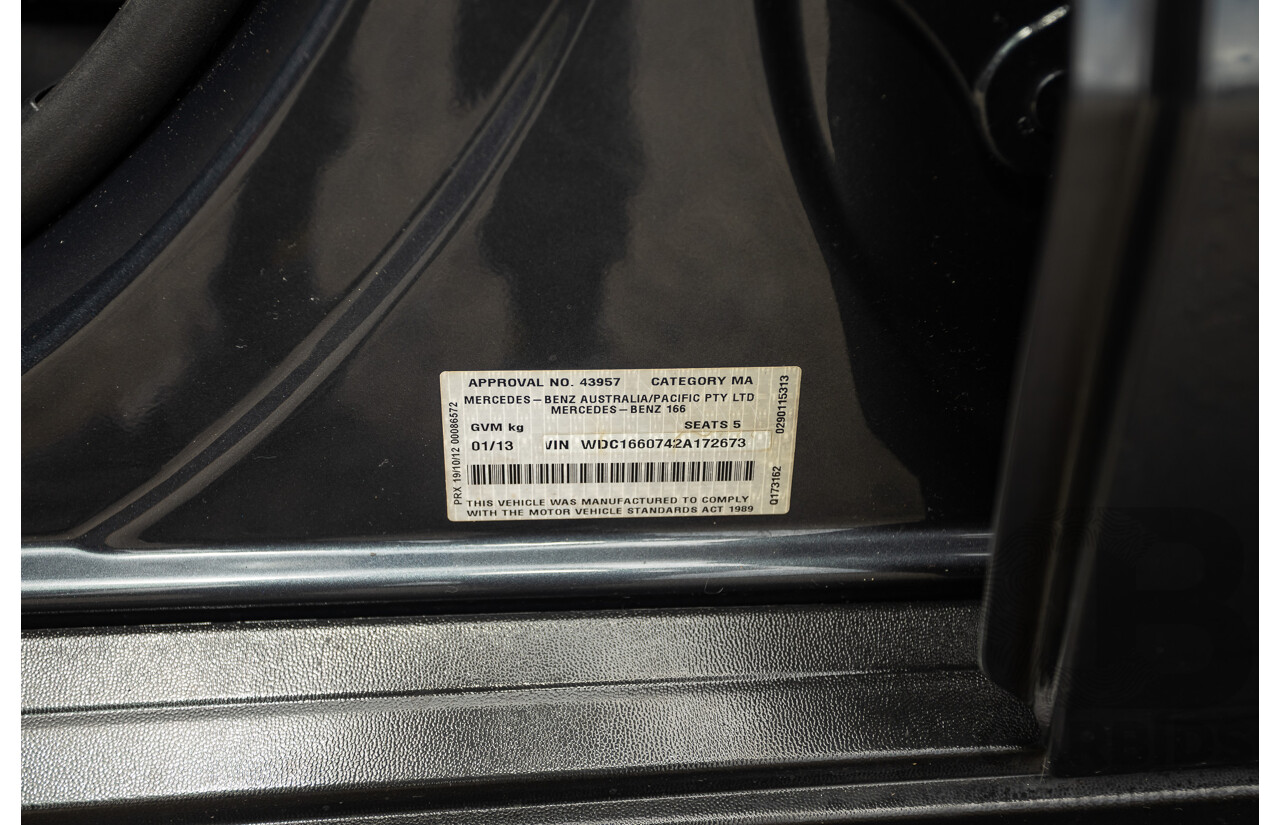 APPROVAL NO. 43957 CATEGORY MA
MERCEDES-BENZ AUSTRALIA/PACIFIC PTY LTD
MERCEDES-BENZ 166
GVM kg SEATS 5
01/13 VIN WDC1660742A172673
THIS VEHICLE WAS MANUFACTURED TO COMPLY
WITH THE MOTOR VEHICLE STANDARDS ACT 1989
PRX 19/10/12 00086572
0290115313
Q173162